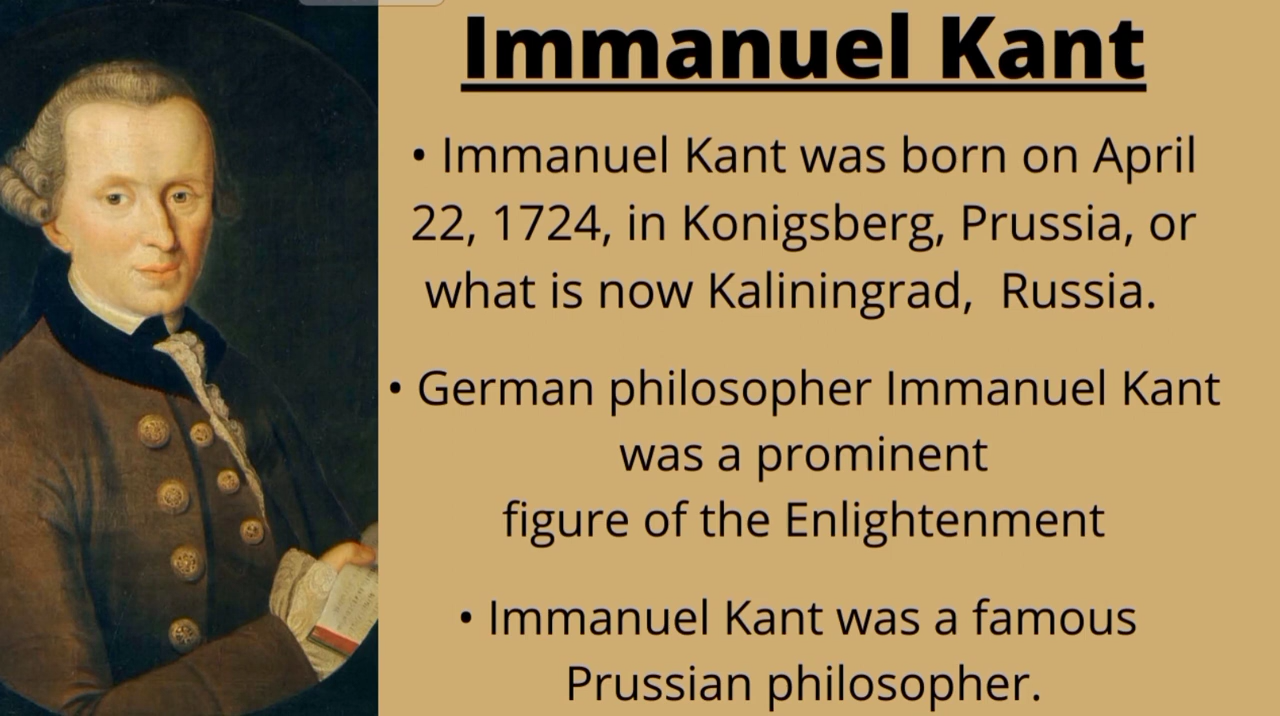 Immanuel Kant
• Immanuel Kant was born on April
22, 1724, in Konigsberg, Prussia, or
what is now Kaliningrad,  Russia.
• German philosopher Immanuel Kant
was a prominent
figure of the Enlightenment
• Immanuel Kant was a famous
Prussian philosopher.